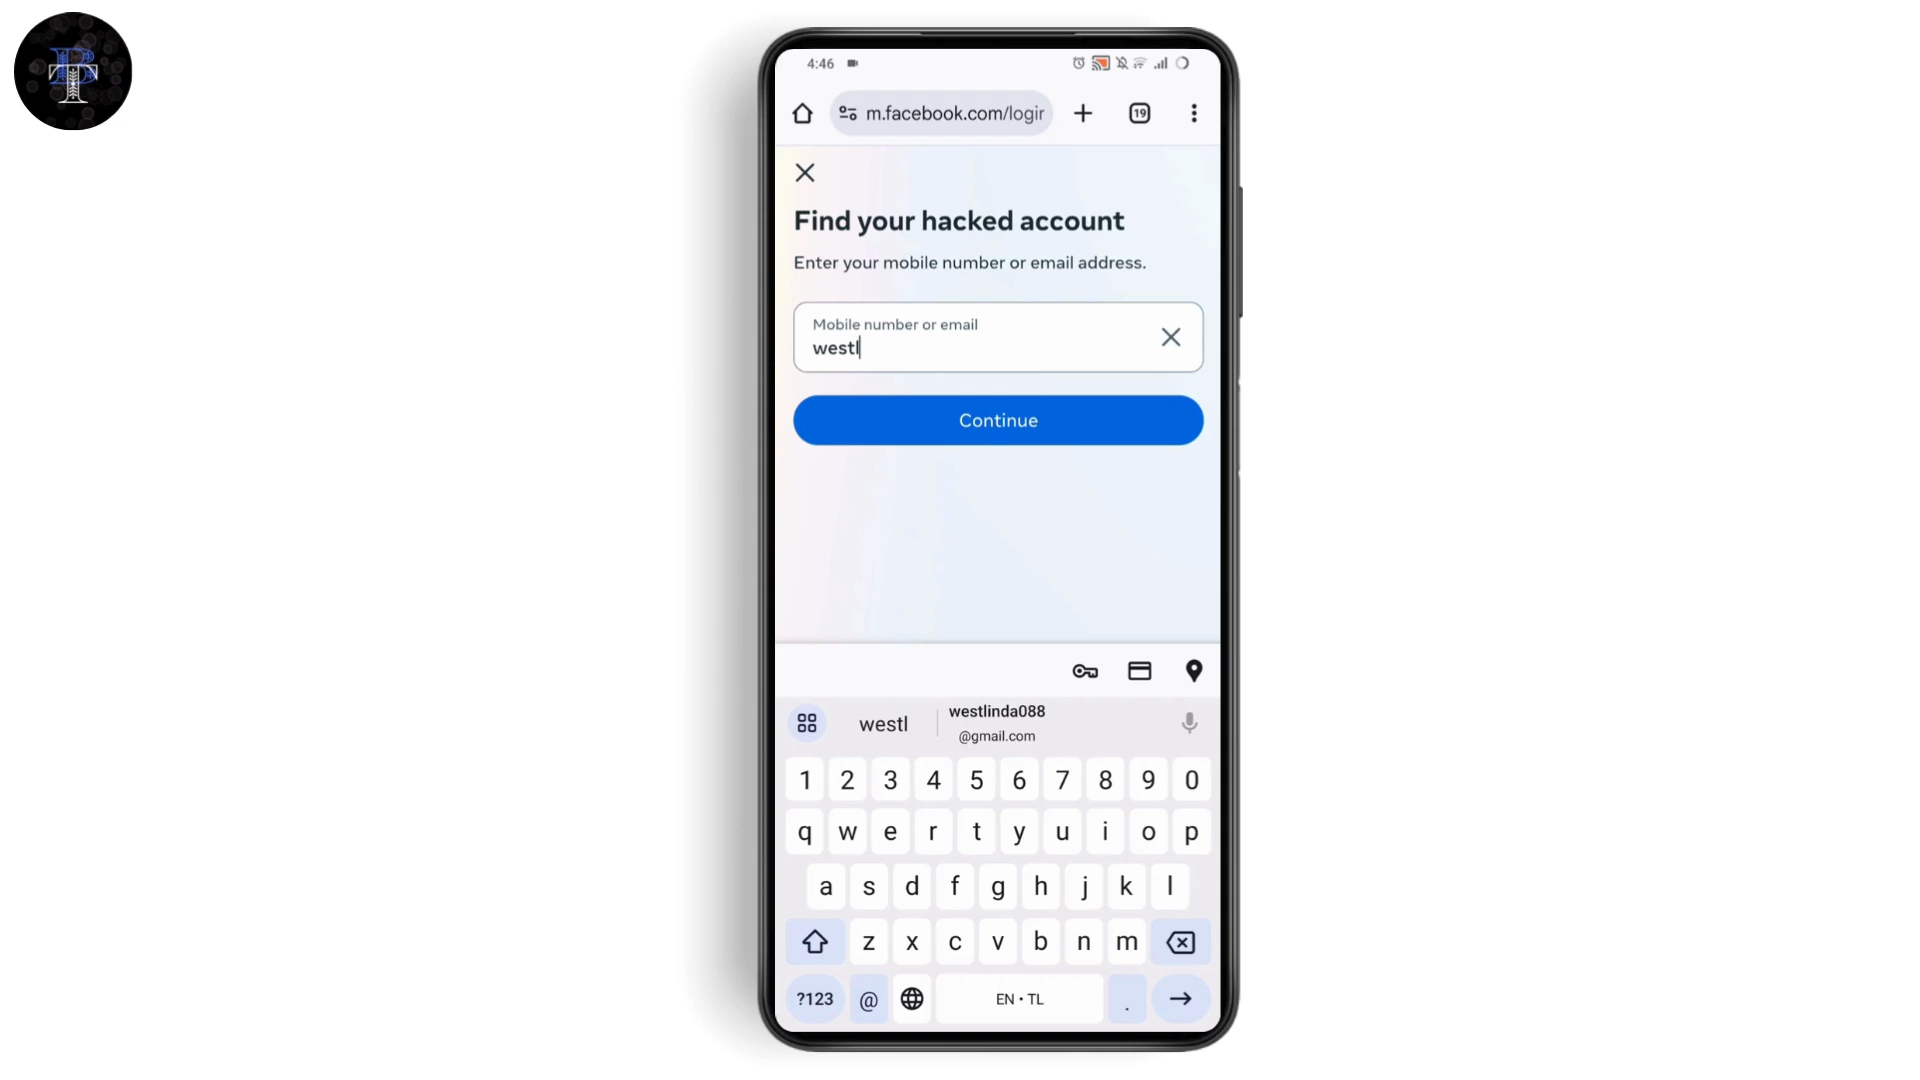 4:46
m.facebook.com/logir
19
Find your hacked account
Enter your mobile number or email address.
Mobile number or email
westl
Continue
westl
westlinda088
@gmail.com
1 2 3 4 5 6 7 8 9 0
q w e r t y u i o p
a s d f g h j k l
z x c v b n m
?123 @ EN • TL .